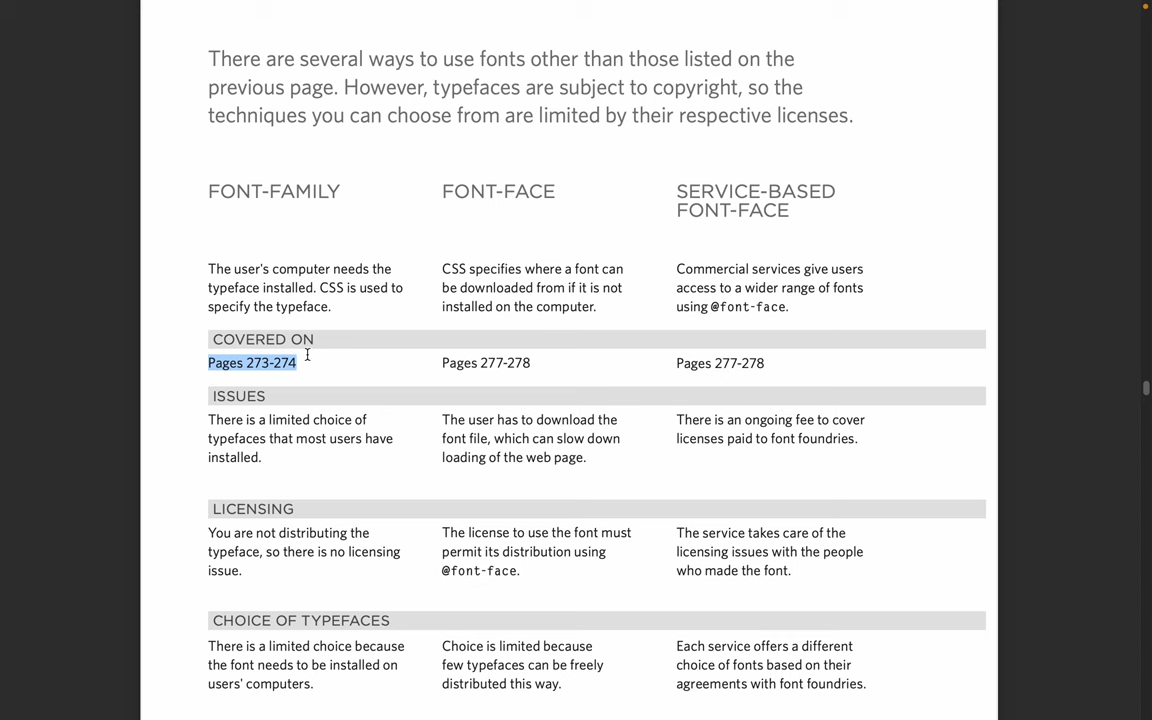 There are several ways to use fonts other than those listed on the
previous page. However, typefaces are subject to copyright, so the
techniques you can choose from are limited by their respective licenses.
FONT-FAMILY
FONT-FACE
SERVICE-BASED
FONT-FACE
The user's computer needs the
typeface installed. CSS is used to
specify the typeface.
CSS specifies where a font can
be downloaded from if it is not
installed on the computer.
Commercial services give users
access to a wider range of fonts
using @font-face.
COVERED ON
Pages 273-274
Pages 277-278
Pages 277-278
ISSUES
There is a limited choice of
typefaces that most users have
installed.
The user has to download the
font file, which can slow down
loading of the web page.
There is an ongoing fee to cover
licenses paid to font foundries.
LICENSING
You are not distributing the
typeface, so there is no licensing
issue.
The license to use the font must
permit its distribution using
@font-face.
The service takes care of the
licensing issues with the people
who made the font.
CHOICE OF TYPEFACES
There is a limited choice because
the font needs to be installed on
users' computers.
Choice is limited because
few typefaces can be freely
distributed this way.
Each service offers a different
choice of fonts based on their
agreements with font foundries.